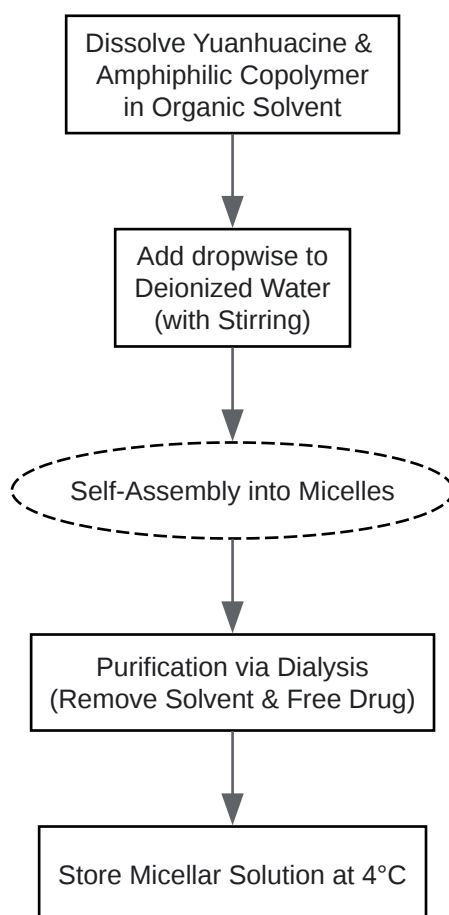 Dissolve Yuanhuacine &
Amphiphilic Copolymer
in Organic Solvent
Add dropwise to
Deionized Water
(with Stirring)
Self-Assembly into Micelles
Purification via Dialysis
(Remove Solvent & Free Drug)
Store Micellar Solution at 4°C